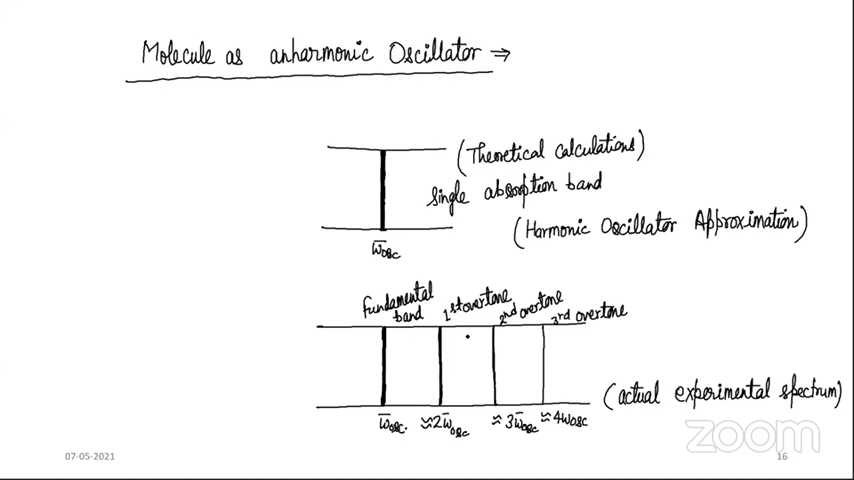 Molecule as anharmonic Oscillator ⇒
(Theoretical calculations)
single absorption band
(Harmonic Oscillator Approximation)
ω̅osc
Fundamental band
1st overtone
2nd overtone
3rd overtone
(actual experimental spectrum)
ω̅osc.
≈2ω̅osc
≈3ω̅osc
≈4ωosc
zoom
07-05-2021
16